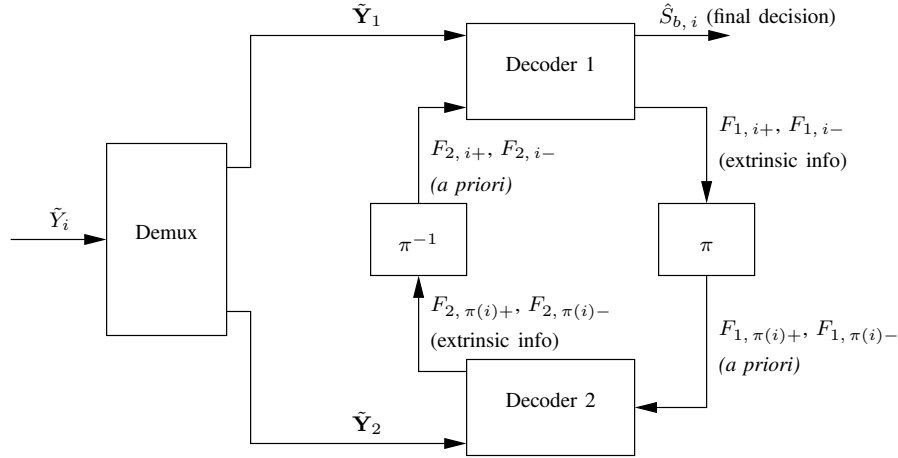 Ỹ₁
Ŝ_{b, i} (final decision)
Decoder 1
F_{2, i+}, F_{2, i−}
(a priori)
F_{1, i+}, F_{1, i−}
(extrinsic info)
Ỹ_i
Demux
π⁻¹
π
F_{2, π(i)+}, F_{2, π(i)−}
(extrinsic info)
F_{1, π(i)+}, F_{1, π(i)−}
(a priori)
Decoder 2
Ỹ₂